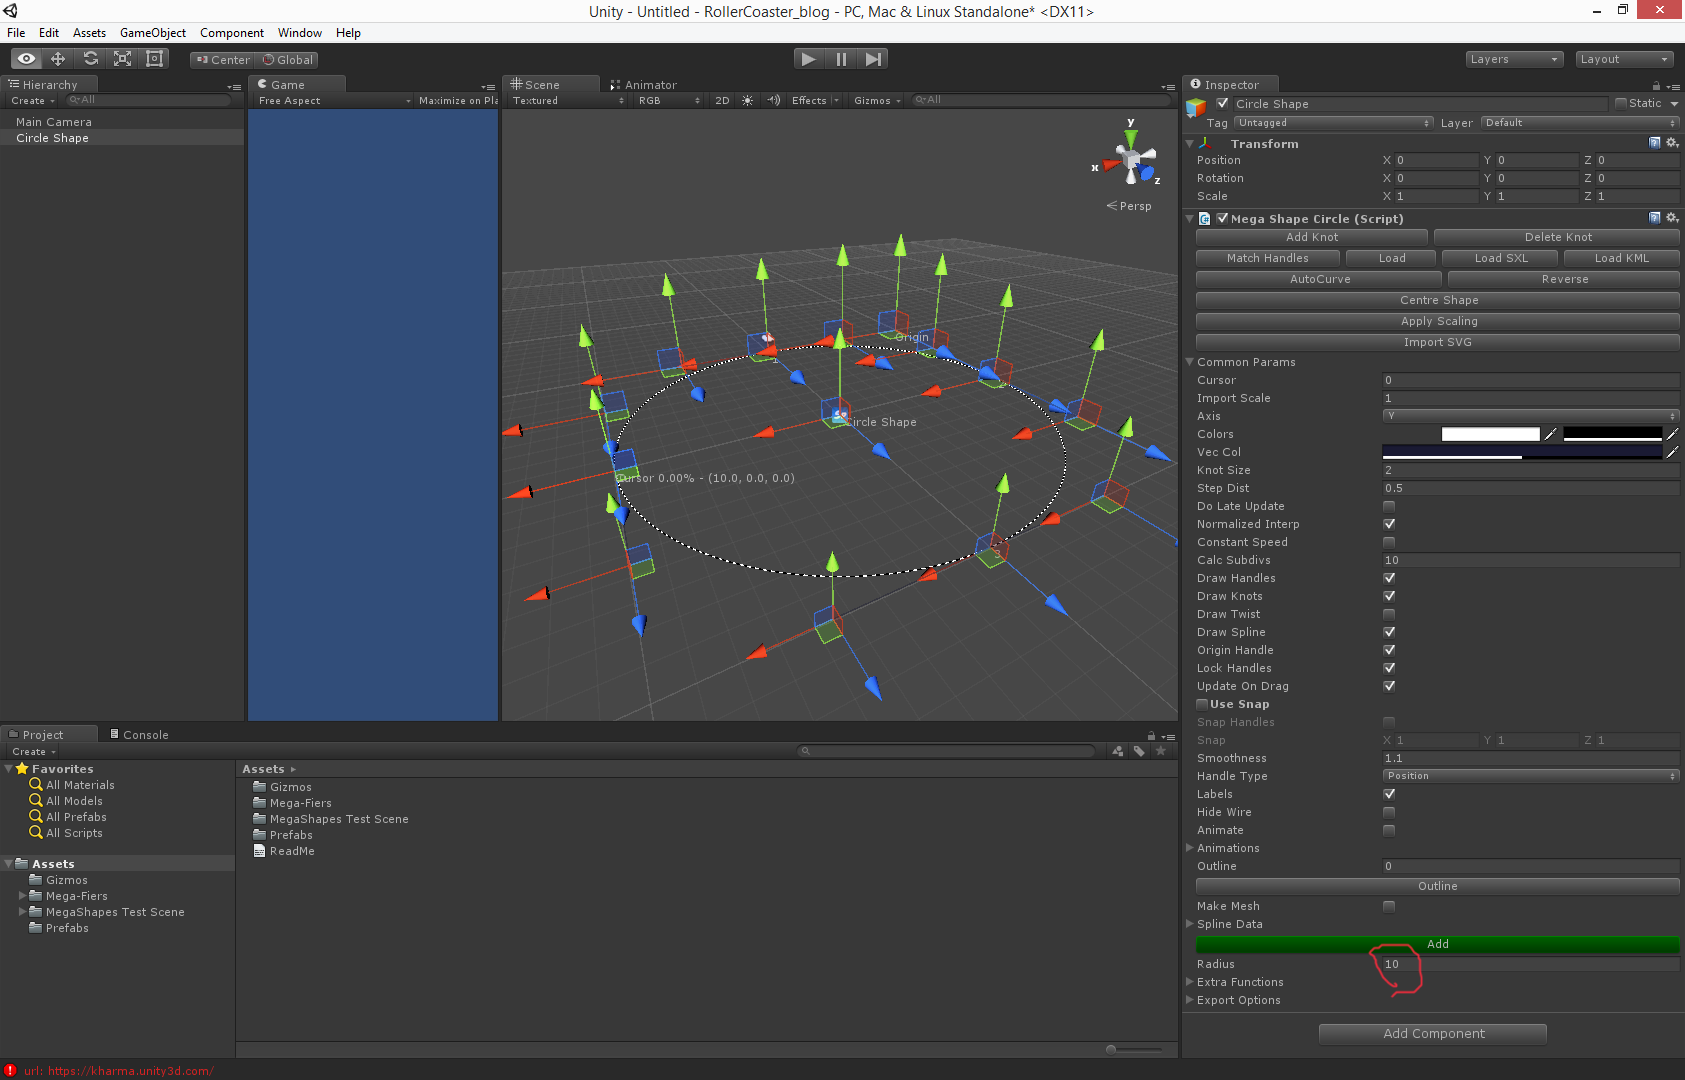 Unity - Untitled - RollerCoaster_blog - PC, Mac & Linux Standalone* <DX11>
File Edit Assets GameObject Component Window Help
Center Global Layers Layout
Hierarchy
Create All
Main Camera
Circle Shape
Game
Free Aspect Maximize on Pla
Scene Animator
Textured RGB 2D Effects Gizmos All
y
x
z
Persp
Origin
Circle Shape
Cursor 0.00% - (10.0, 0.0, 0.0)
Inspector
Circle Shape Static
Tag Untagged Layer Default
Transform
Position X 0 Y 0 Z 0
Rotation X 0 Y 0 Z 0
Scale X 1 Y 1 Z 1
Mega Shape Circle (Script)
Add Knot Delete Knot
Match Handles Load Load SXL Load KML
AutoCurve Reverse
Centre Shape
Apply Scaling
Import SVG
Common Params
Cursor 0
Import Scale 1
Axis Y
Colors
Vec Col
Knot Size 2
Step Dist 0.5
Do Late Update
Normalized Interp
Constant Speed
Calc Subdivs 10
Draw Handles
Draw Knots
Draw Twist
Draw Spline
Origin Handle
Lock Handles
Update On Drag
Use Snap
Snap Handles
Snap X 1 Y 1 Z 1
Smoothness 1.1
Handle Type Position
Labels
Hide Wire
Animate
Animations
Outline 0
Outline
Make Mesh
Spline Data
Add
Radius 10
Extra Functions
Export Options
Add Component
Project Console
Create
Favorites
All Materials
All Models
All Prefabs
All Scripts
Assets
Gizmos
Mega-Fiers
MegaShapes Test Scene
Prefabs
Assets
Gizmos
Mega-Fiers
MegaShapes Test Scene
Prefabs
ReadMe
url: https://kharma.unity3d.com/